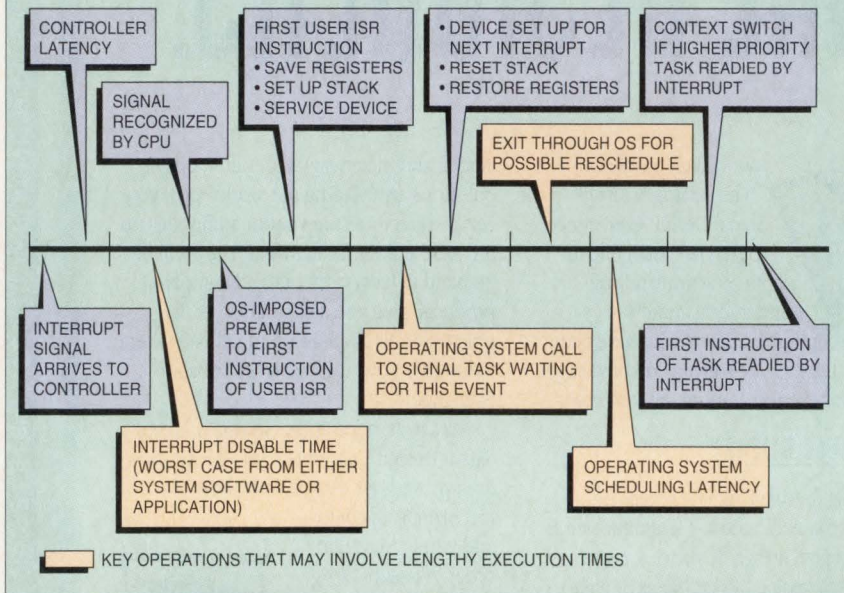 CONTROLLER
LATENCY
SIGNAL
RECOGNIZED
BY CPU
FIRST USER ISR
INSTRUCTION
• SAVE REGISTERS
• SET UP STACK
• SERVICE DEVICE
• DEVICE SET UP FOR
NEXT INTERRUPT
• RESET STACK
• RESTORE REGISTERS
EXIT THROUGH OS FOR
POSSIBLE RESCHEDULE
CONTEXT SWITCH
IF HIGHER PRIORITY
TASK READIED BY
INTERRUPT
INTERRUPT
SIGNAL
ARRIVES TO
CONTROLLER
INTERRUPT DISABLE TIME
(WORST CASE FROM EITHER
SYSTEM SOFTWARE OR
APPLICATION)
OS-IMPOSED
PREAMBLE
TO FIRST
INSTRUCTION
OF USER ISR
OPERATING SYSTEM CALL
TO SIGNAL TASK WAITING
FOR THIS EVENT
OPERATING SYSTEM
SCHEDULING LATENCY
FIRST INSTRUCTION
OF TASK READIED BY
INTERRUPT
KEY OPERATIONS THAT MAY INVOLVE LENGTHY EXECUTION TIMES